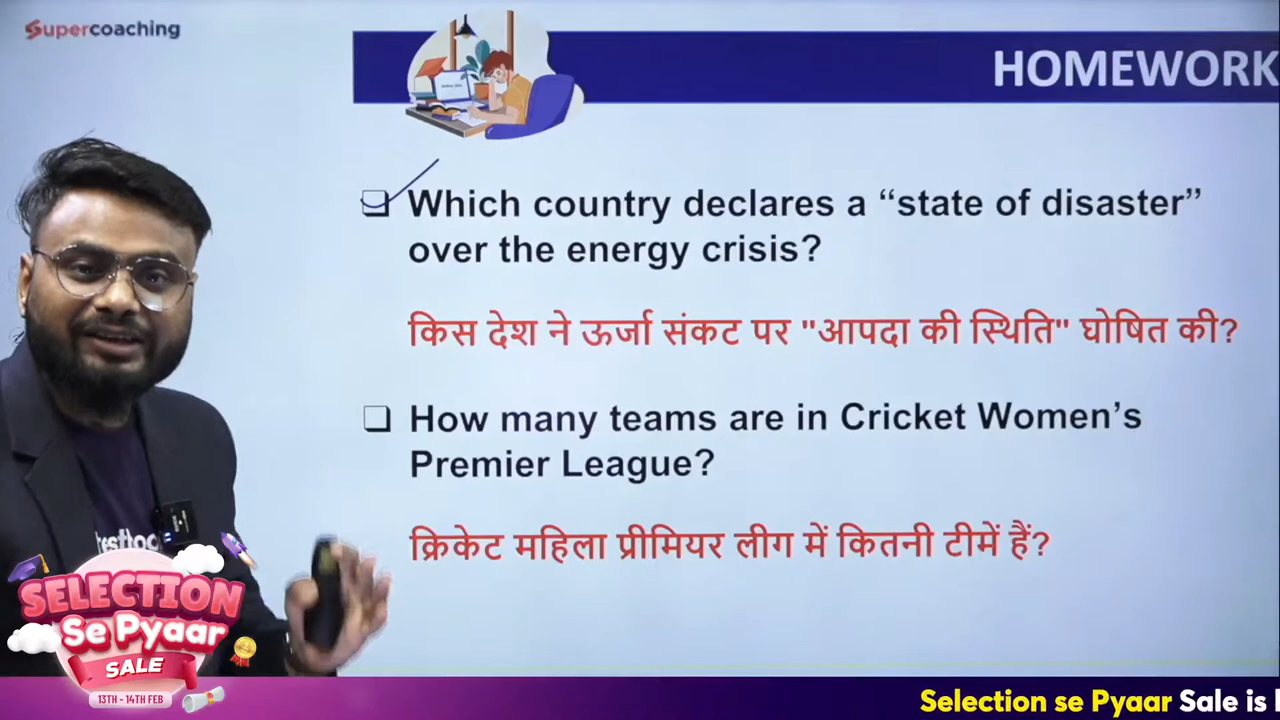 Supercoaching
HOMEWORK
Which country declares a “state of disaster”
over the energy crisis?
किस देश ने ऊर्जा संकट पर "आपदा की स्थिति" घोषित की?
How many teams are in Cricket Women’s
Premier League?
क्रिकेट महिला प्रीमियर लीग में कितनी टीमें हैं?
SELECTION
Se Pyaar
SALE
13TH - 14TH FEB
Selection se Pyaar Sale is